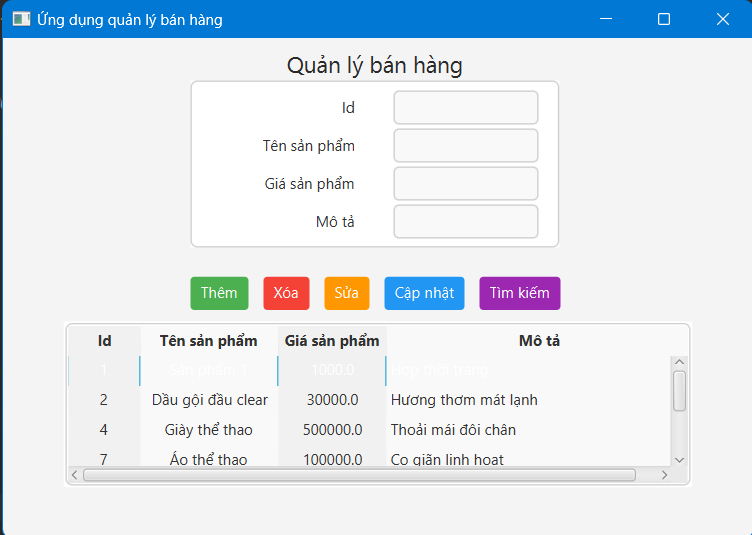 Ứng dụng quản lý bán hàng
Quản lý bán hàng
Id
Tên sản phẩm
Giá sản phẩm
Mô tả
Thêm Xóa Sửa Cập nhật Tìm kiếm
Id Tên sản phẩm Giá sản phẩm Mô tả
1 Sản phẩm 1 1000.0
2 Dầu gội đầu clear 30000.0 Hương thơm mát lạnh
4 Giày thể thao 500000.0 Thoải mái đôi chân
7 Áo thể thao 100000.0 Co giãn linh hoạt